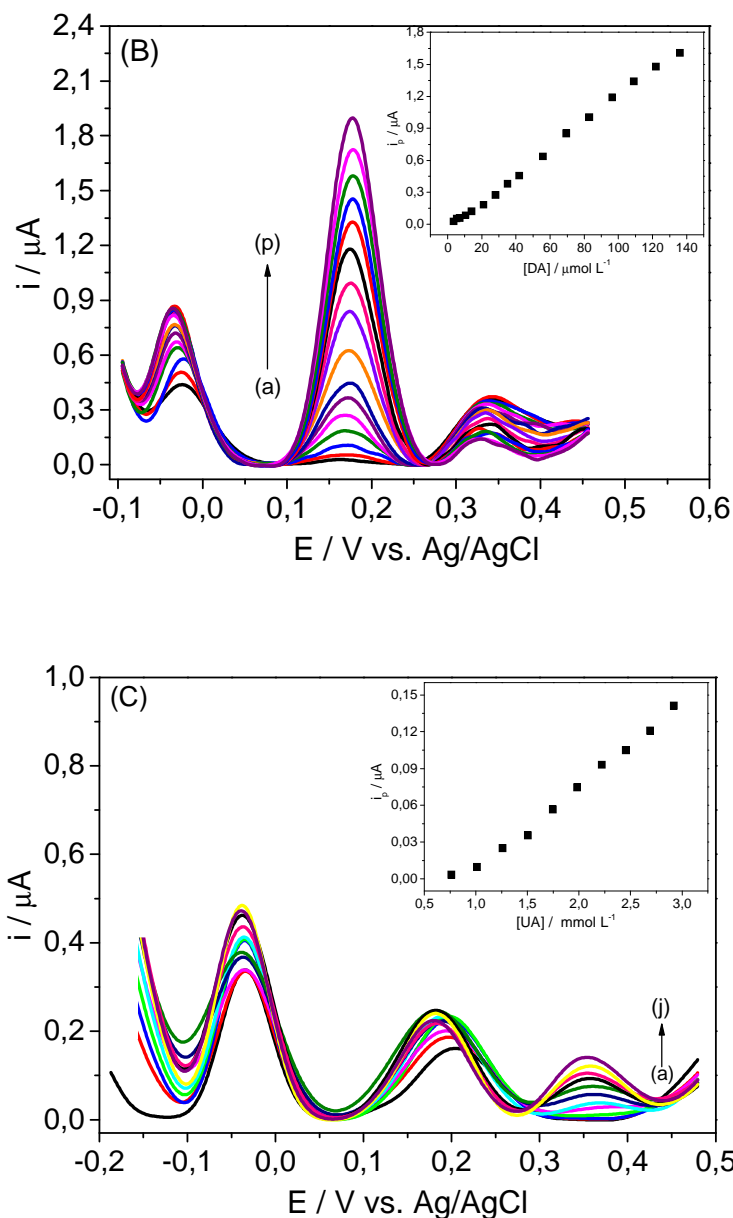 (B)
2,4
2,1
1,8
1,5
1,2
0,9
0,6
0,3
0,0
i / μA
(p)
(a)
-0,1 0,0 0,1 0,2 0,3 0,4 0,5 0,6
E / V vs. Ag/AgCl
1,8
1,5
1,2
0,9
0,6
0,3
0,0
ip / μA
0 20 40 60 80 100 120 140
[DA] / μmol L-1
(C)
1,0
0,8
0,6
0,4
0,2
0,0
i / μA
(j)
(a)
-0,2 -0,1 0,0 0,1 0,2 0,3 0,4 0,5
E / V vs. Ag/AgCl
0,15
0,12
0,09
0,06
0,03
0,00
ip / μA
0,5 1,0 1,5 2,0 2,5 3,0
[UA] / mmol L-1